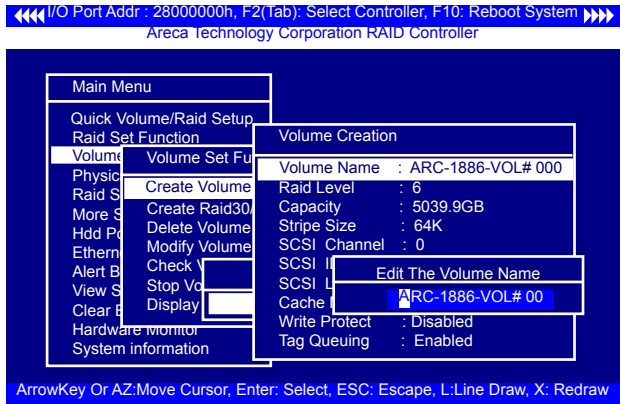 I/O Port Addr : 28000000h, F2(Tab): Select Controller, F10: Reboot System
Areca Technology Corporation RAID Controller
Main Menu
Quick Volume/Raid Setup
Raid Set Function
Volume
Physic
Raid S
More S
Hdd Po
Ethern
Alert B
View S
Clear E
Hardware Monitor
System information
Volume Set Fu
Create Volume
Create Raid30/
Delete Volume
Modify Volume
Check V
Stop Vo
Display
Volume Creation
Volume Name : ARC-1886-VOL# 000
Raid Level : 6
Capacity : 5039.9GB
Stripe Size : 64K
SCSI Channel : 0
SCSI I
SCSI L
Cache
Write Protect : Disabled
Tag Queuing : Enabled
Edit The Volume Name
ARC-1886-VOL# 00
ArrowKey Or AZ:Move Cursor, Enter: Select, ESC: Escape, L:Line Draw, X: Redraw